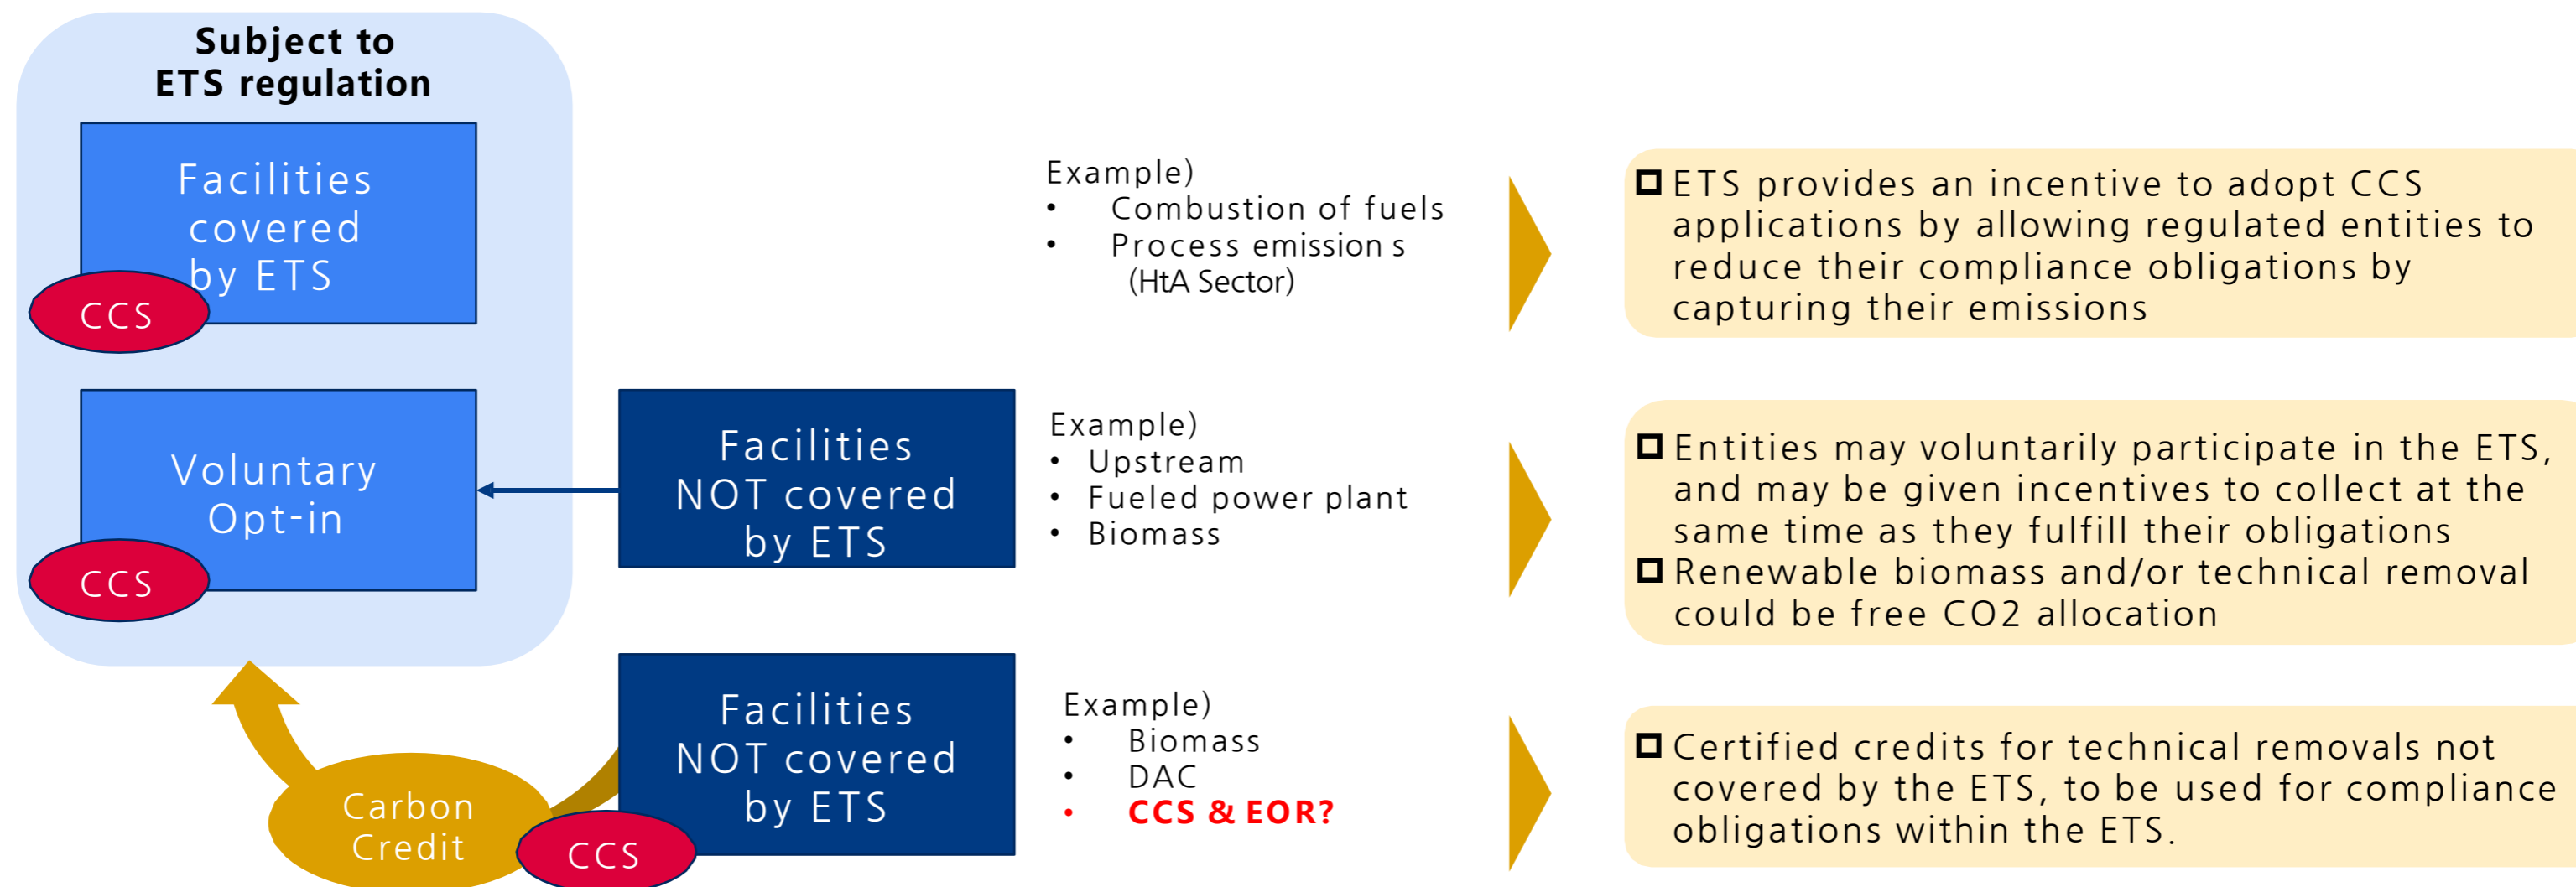 Subject to
ETS regulation
Facilities
covered
by ETS
CCS
Example)
• Combustion of fuels
• Process emission s
(HtA Sector)
ETS provides an incentive to adopt CCS
applications by allowing regulated entities to
reduce their compliance obligations by
capturing their emissions
Voluntary
Opt-in
CCS
Facilities
NOT covered
by ETS
Example)
• Upstream
• Fueled power plant
• Biomass
Entities may voluntarily participate in the ETS,
and may be given incentives to collect at the
same time as they fulfill their obligations
Renewable biomass and/or technical removal
could be free CO2 allocation
Carbon
Credit
Facilities
NOT covered
by ETS
CCS
Example)
• Biomass
• DAC
• CCS & EOR?
Certified credits for technical removals not
covered by the ETS, to be used for compliance
obligations within the ETS.